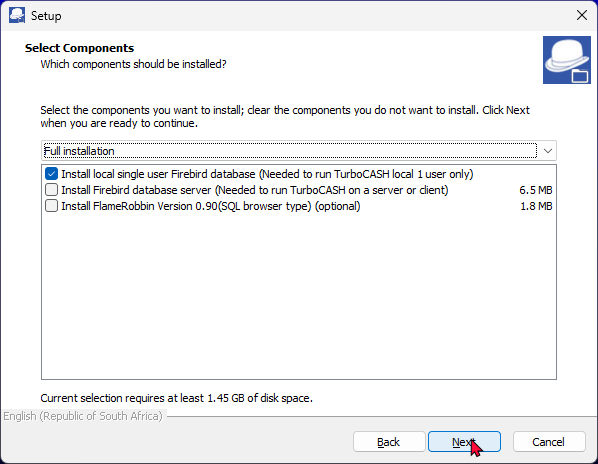 Setup
Select Components
Which components should be installed?
Select the components you want to install; clear the components you do not want to install. Click Next
when you are ready to continue.
Full installation
Install local single user Firebird database (Needed to run TurboCASH local 1 user only)
Install Firebird database server (Needed to run TurboCASH on a server or client) 6.5 MB
Install FlameRobbin Version 0.90(SQL browser type) (optional) 1.8 MB
Current selection requires at least 1.45 GB of disk space.
English (Republic of South Africa)
Back Next Cancel